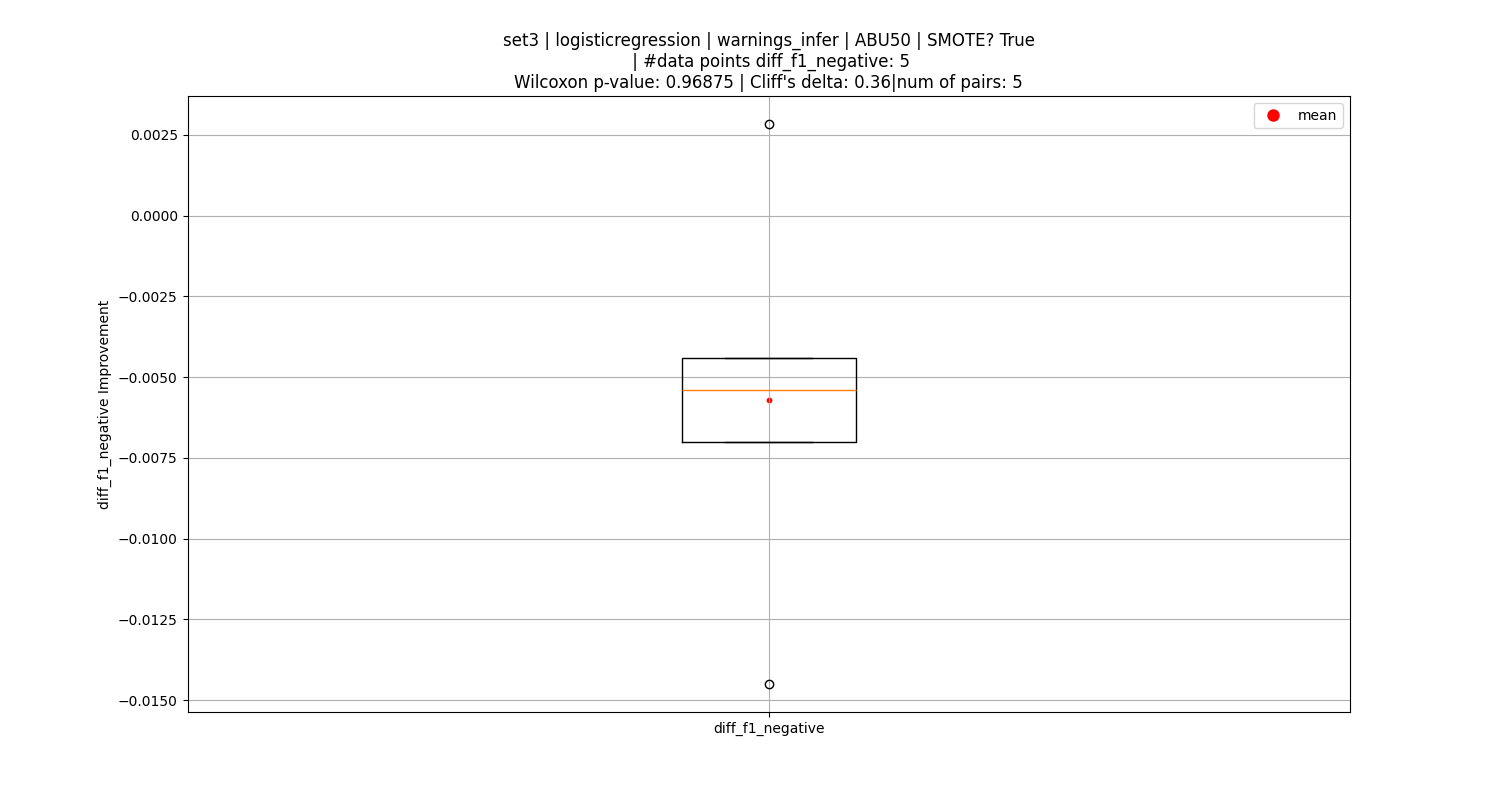 set3 | logisticregression | warnings_infer | ABU50 | SMOTE? True
| #data points diff_f1_negative: 5
Wilcoxon p-value: 0.96875 | Cliff's delta: 0.36|num of pairs: 5
mean
0.0025
0.0000
−0.0025
−0.0050
−0.0075
−0.0100
−0.0125
−0.0150
diff_f1_negative Improvement
diff_f1_negative